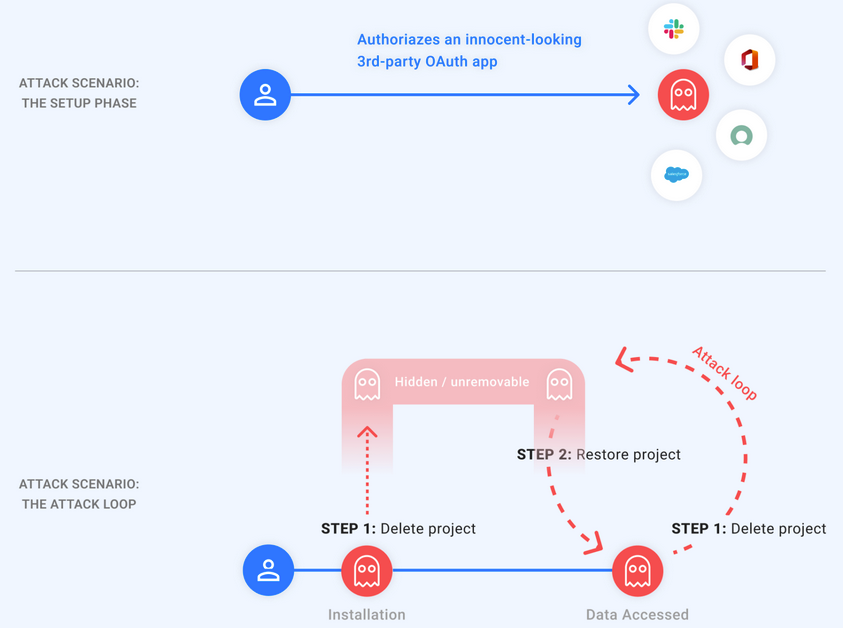 Authoriazes an innocent-looking
3rd-party OAuth app
ATTACK SCENARIO:
THE SETUP PHASE
salesforce
Attack loop
Hidden / unremovable
STEP 2: Restore project
ATTACK SCENARIO:
THE ATTACK LOOP
STEP 1: Delete project
STEP 1: Delete project
Installation
Data Accessed